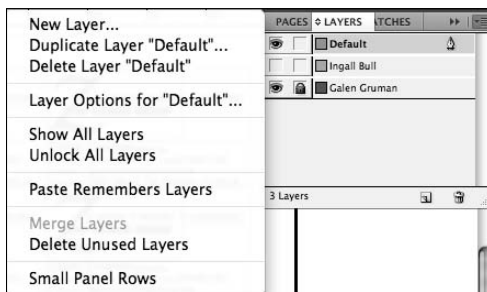 New Layer...
Duplicate Layer "Default"...
Delete Layer "Default"
Layer Options for "Default"...
Show All Layers
Unlock All Layers
Paste Remembers Layers
Merge Layers
Delete Unused Layers
Small Panel Rows
PAGES LAYERS TCHES
Default
Ingall Bull
Galen Gruman
3 Layers